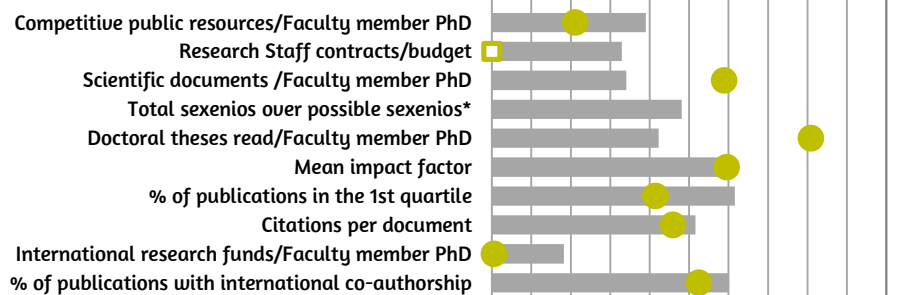 Competitive public resources/Faculty member PhD
Research Staff contracts/budget
Scientific documents /Faculty member PhD
Total sexenios over possible sexenios*
Doctoral theses read/Faculty member PhD
Mean impact factor
% of publications in the 1st quartile
Citations per document
International research funds/Faculty member PhD
% of publications with international co-authorship